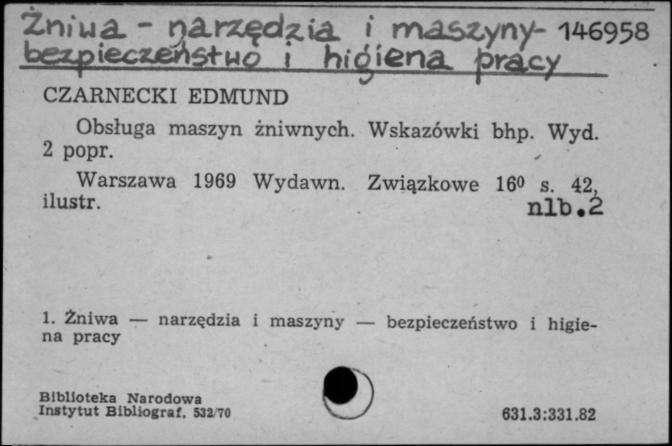 Żniwa - narzędzia i maszyny- 146958
bezpieczeństwo i higiena pracy
CZARNECKI EDMUND
Obsługa maszyn żniwnych. Wskazówki bhp. Wyd.
2 popr.
Warszawa 1969 Wydawn. Związkowe 16⁰ s. 42,
ilustr. nlb.2
1. Żniwa — narzędzia i maszyny — bezpieczeństwo i higie-
na pracy
Biblioteka Narodowa
Instytut Bibliograf. 532/70 631.3:331.82